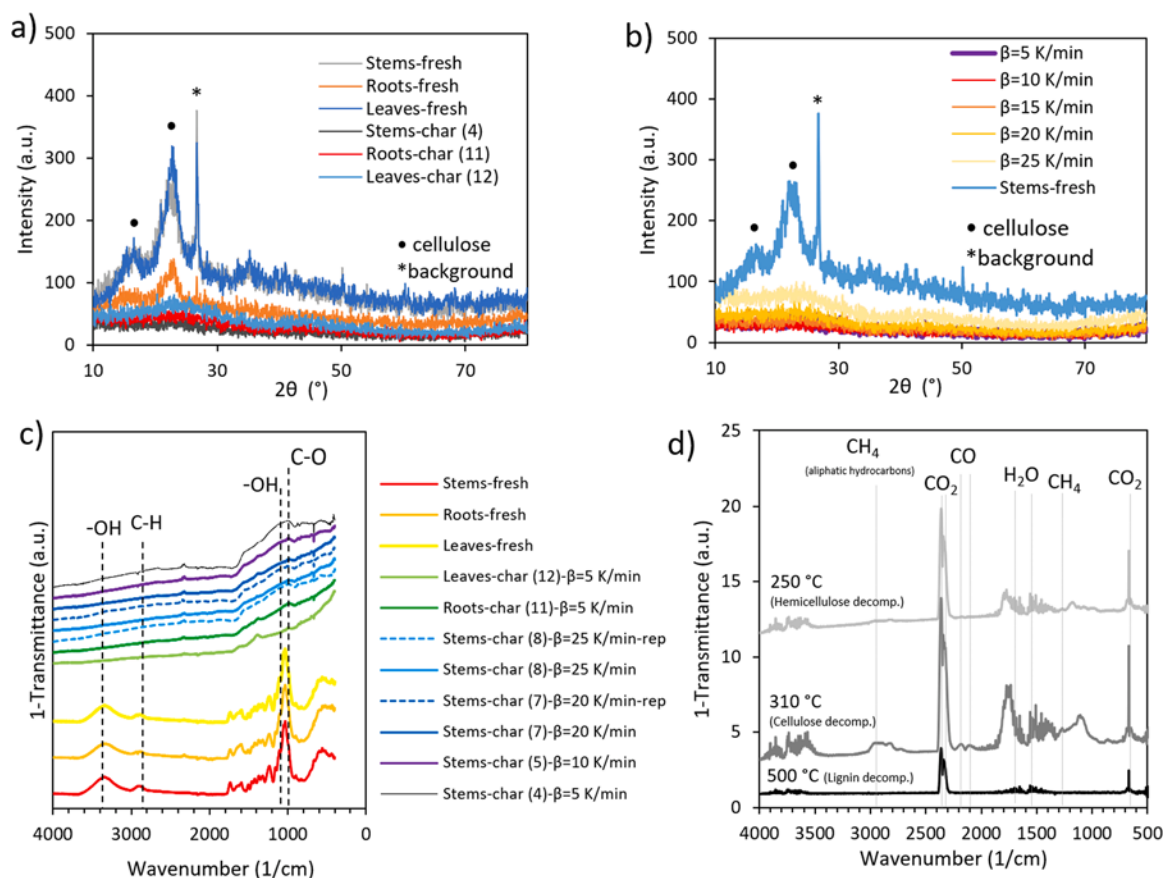 a)
500
400
300
200
100
0
Intensity (a.u.)
10
30
50
70
2θ (°)
Stems-fresh
Roots-fresh
Leaves-fresh
Stems-char (4)
Roots-char (11)
Leaves-char (12)
• cellulose
*background
*
•
•
b)
500
400
300
200
100
0
Intensity (a.u.)
10
30
50
70
2θ (°)
β=5 K/min
β=10 K/min
β=15 K/min
β=20 K/min
β=25 K/min
Stems-fresh
• cellulose
*background
*
•
•
c)
C-O
-OH
-OH
C-H
1-Transmittance (a.u.)
4000
3000
2000
1000
0
Wavenumber (1/cm)
Stems-fresh
Roots-fresh
Leaves-fresh
Leaves-char (12)-β=5 K/min
Roots-char (11)-β=5 K/min
Stems-char (8)-β=25 K/min-rep
Stems-char (8)-β=25 K/min
Stems-char (7)-β=20 K/min-rep
Stems-char (7)-β=20 K/min
Stems-char (5)-β=10 K/min
Stems-char (4)-β=5 K/min
d)
25
20
15
10
5
0
1-Transmittance (a.u.)
CH₄
(aliphatic hydrocarbons)
CO₂
CO
H₂O
CH₄
CO₂
250 °C
(Hemicellulose decomp.)
310 °C
(Cellulose decomp.)
500 °C (Lignin decomp.)
4000
3500
3000
2500
2000
1500
1000
500
Wavenumber (1/cm)